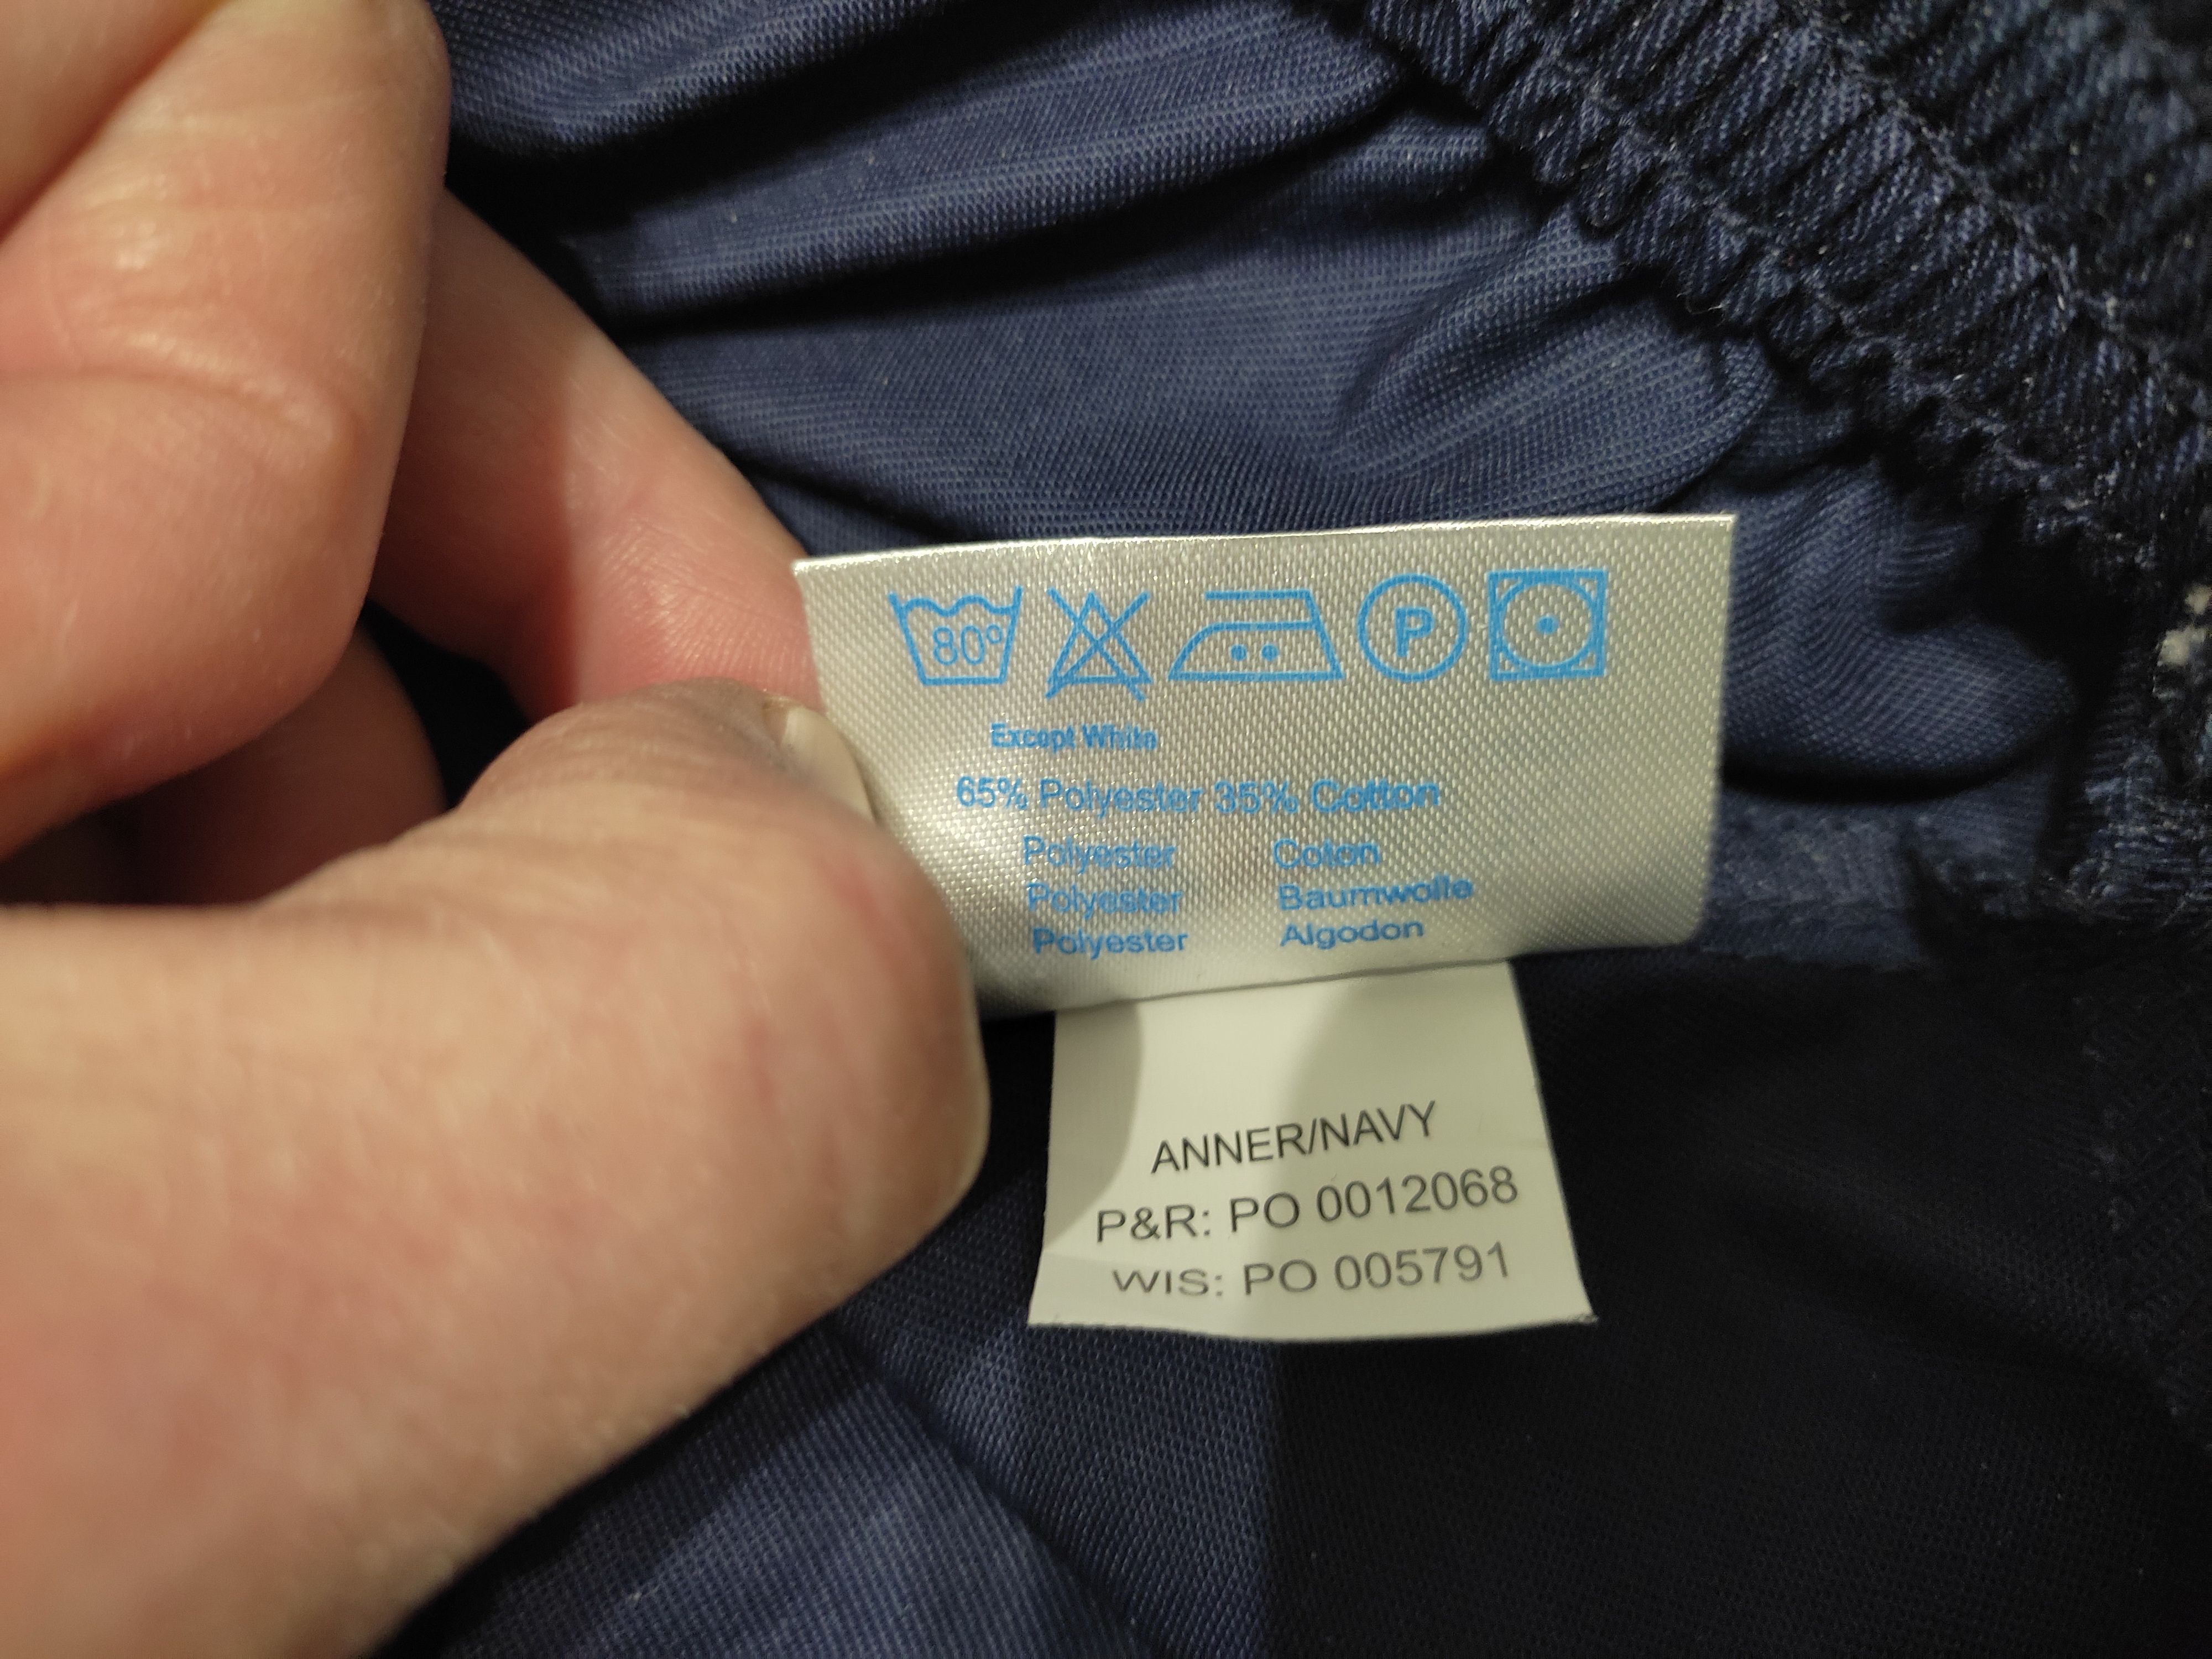 80°
P
Except White
65% Polyester 35% Cotton
Polyester Coton
Polyester Baumwolle
Polyester Algodon
ANNER/NAVY
P&R: PO 0012068
WIS: PO 005791